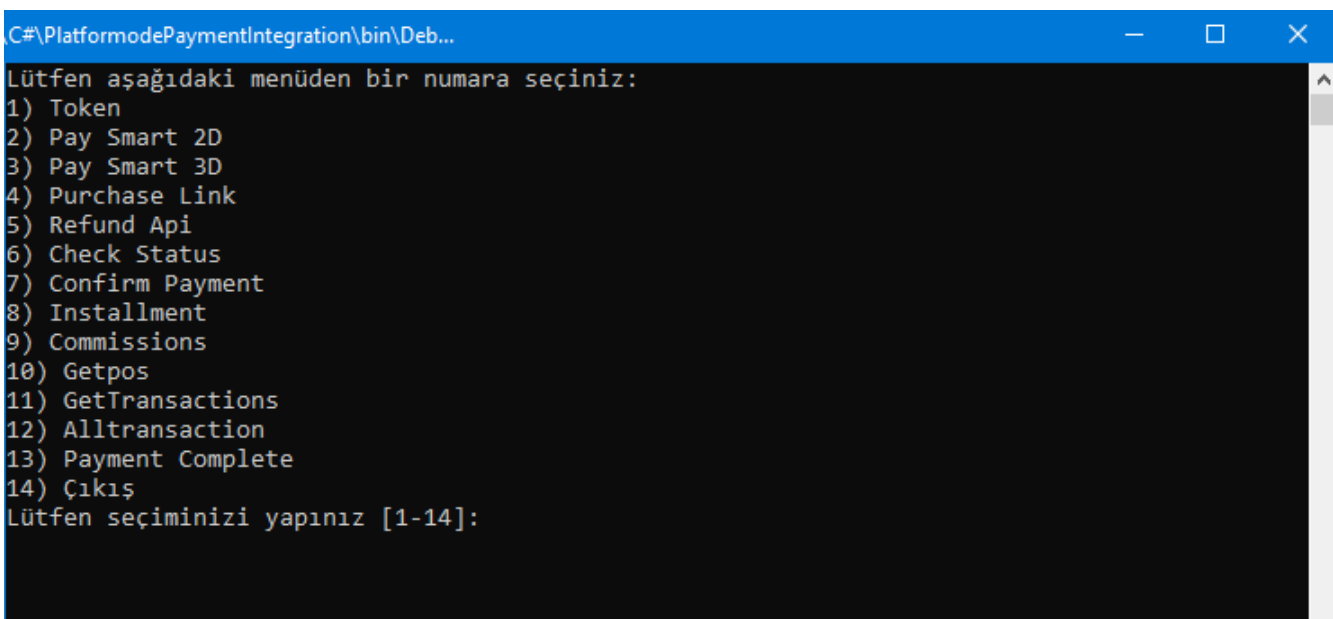 \C#\PlatformodePaymentIntegration\bin\Deb...
Lütfen aşağıdaki menüden bir numara seçiniz:
1) Token
2) Pay Smart 2D
3) Pay Smart 3D
4) Purchase Link
5) Refund Api
6) Check Status
7) Confirm Payment
8) Installment
9) Commissions
10) Getpos
11) GetTransactions
12) Alltransaction
13) Payment Complete
14) Çıkış
Lütfen seçiminizi yapınız [1-14]: